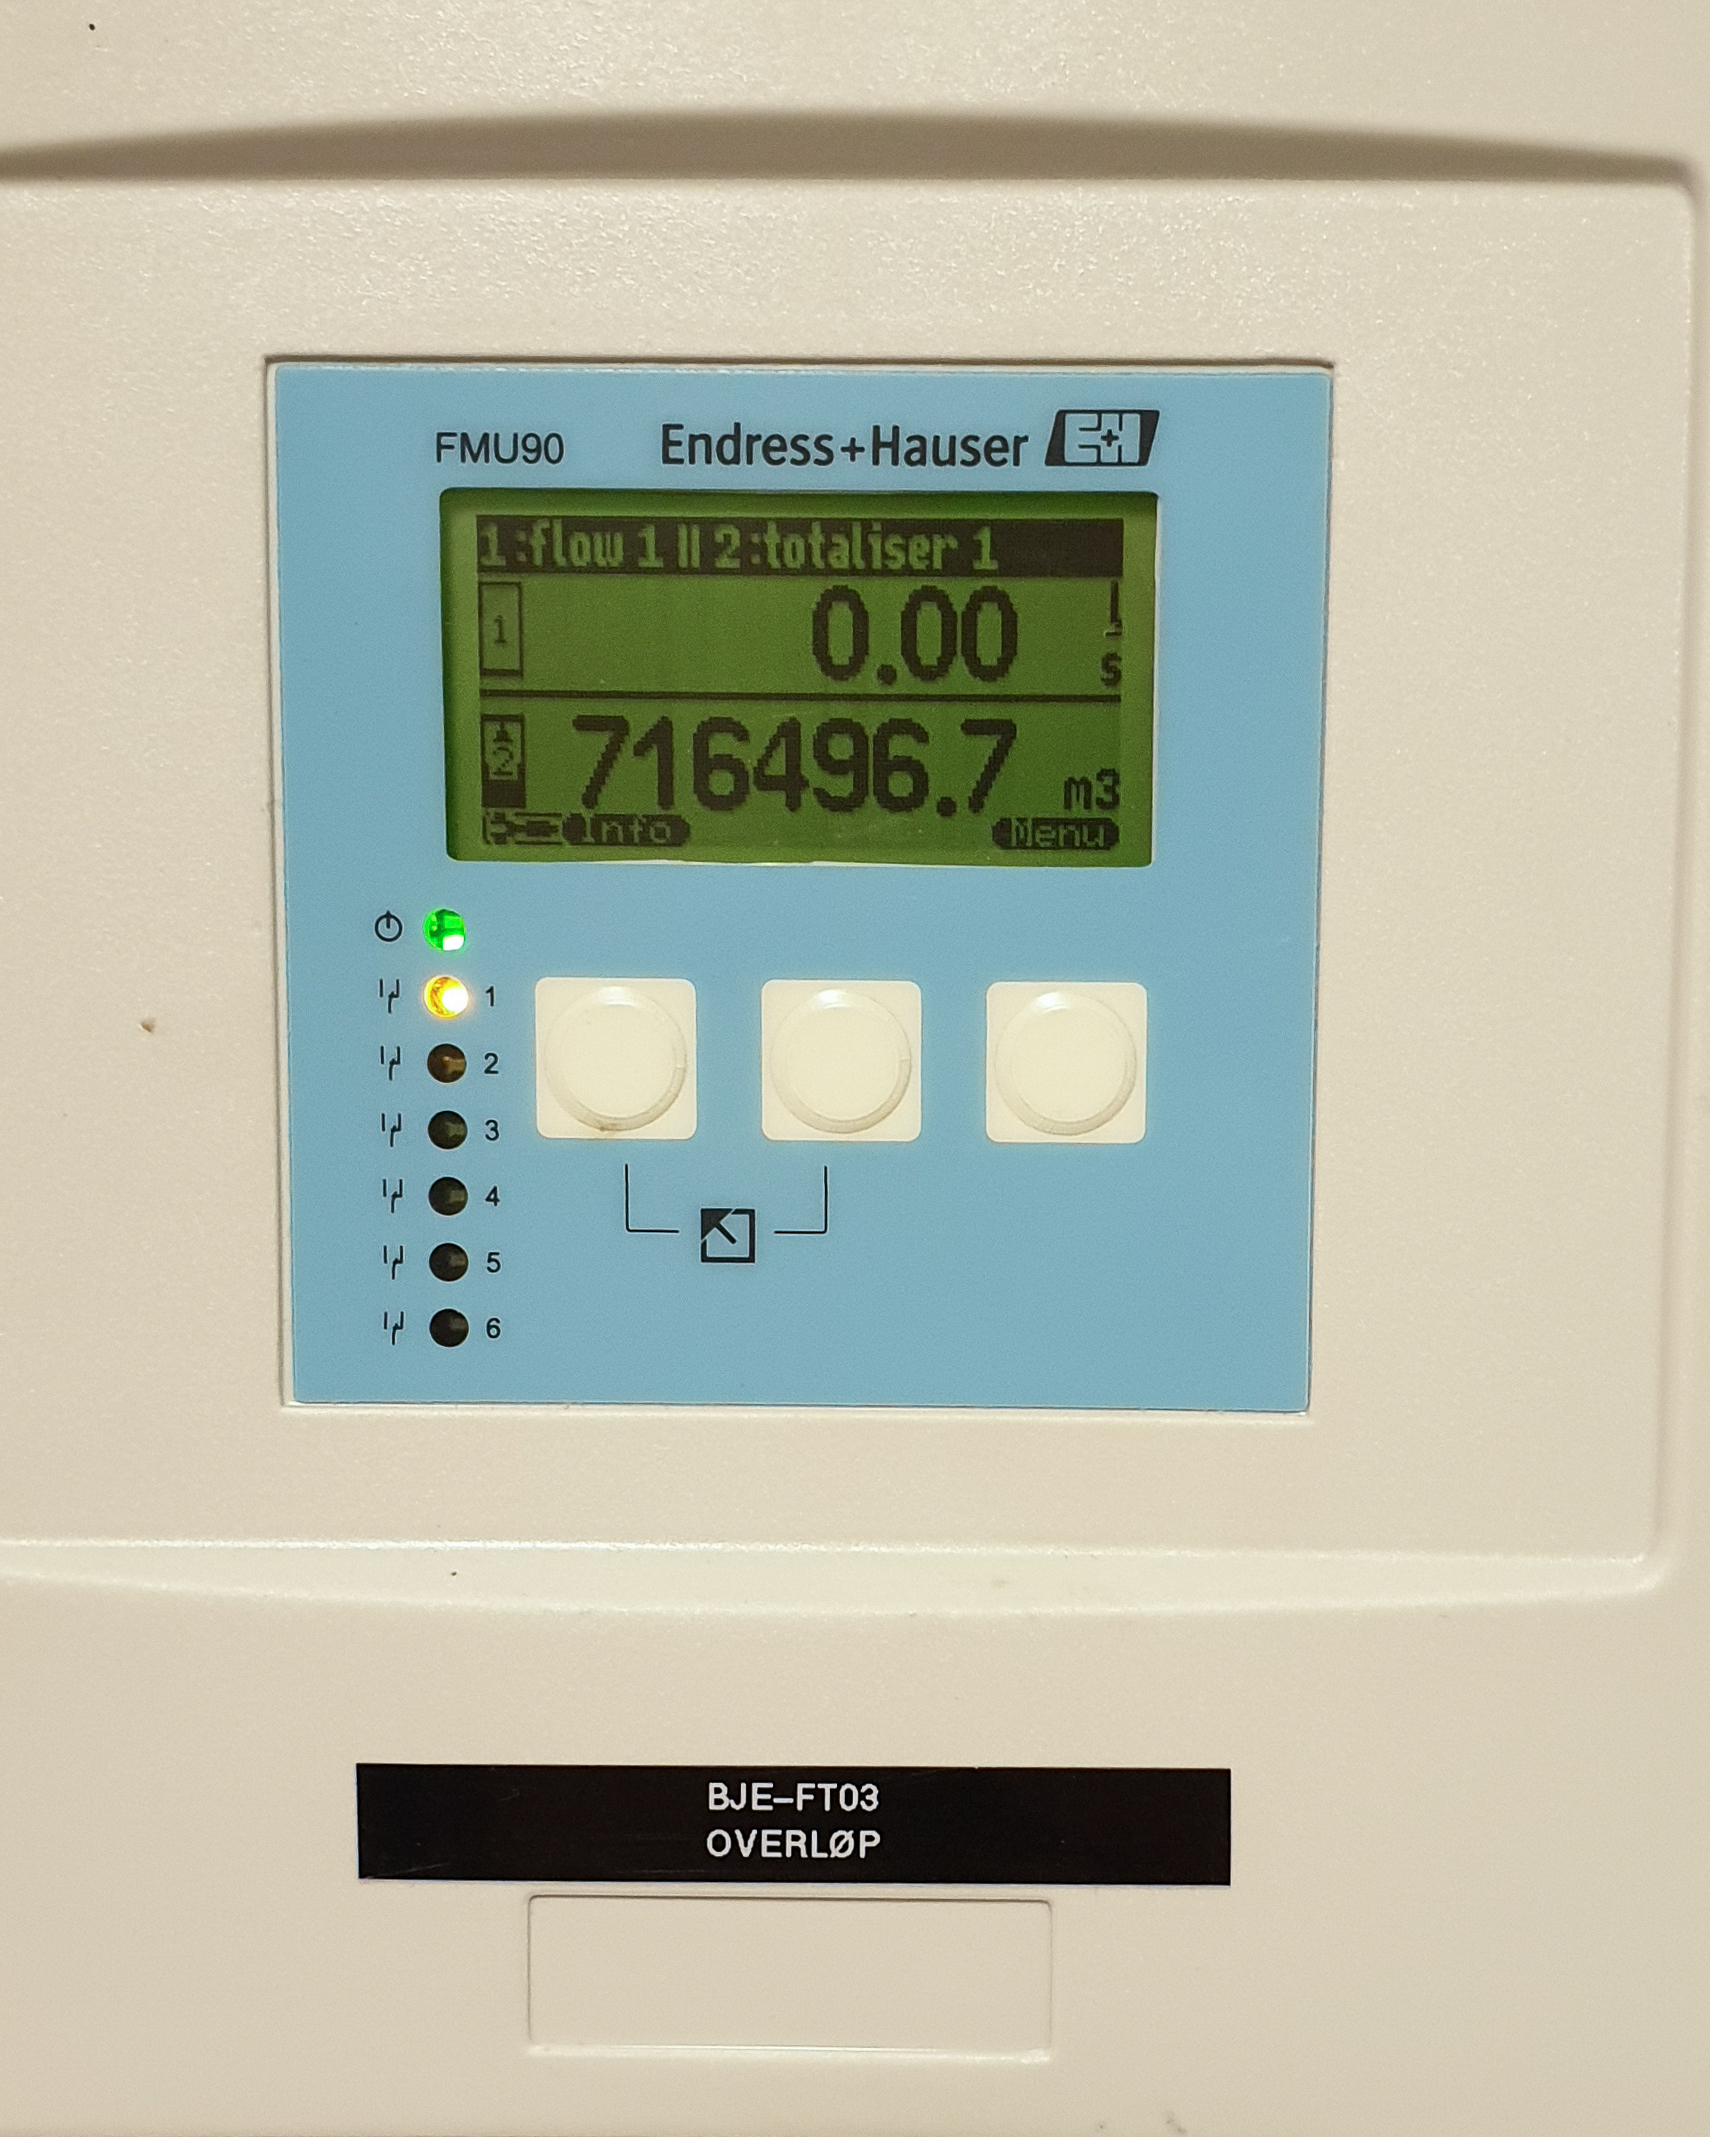 FMU90 Endress+Hauser E+H
1:flow 1 || 2:totaliser 1
1 0.00 l/s
2 716496.7 m3
Info Menu
1
2
3
4
5
6
BJE-FT03
OVERLØP